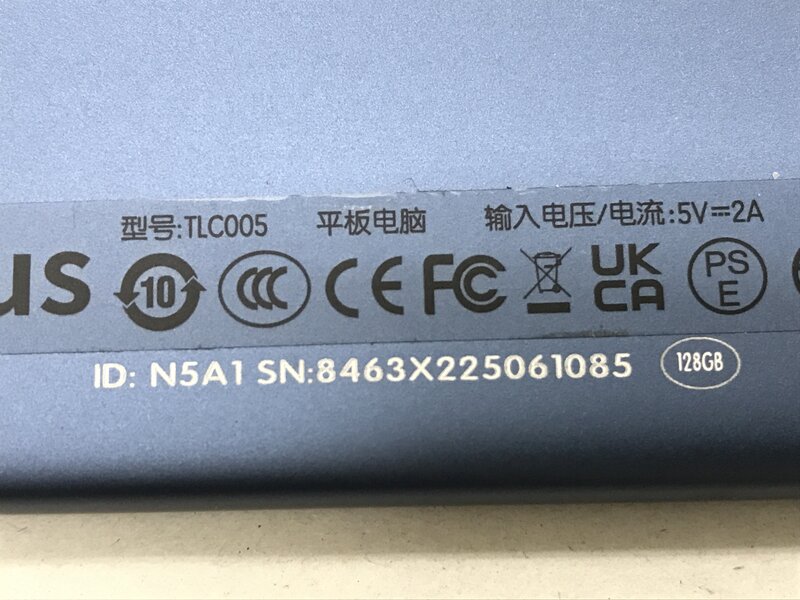 型号:TLC005 平板电脑 输入电压/电流:5V⎓2A
us 10 CCC CE FC UK CA PS E
ID: N5A1 SN:8463X225061085 128GB